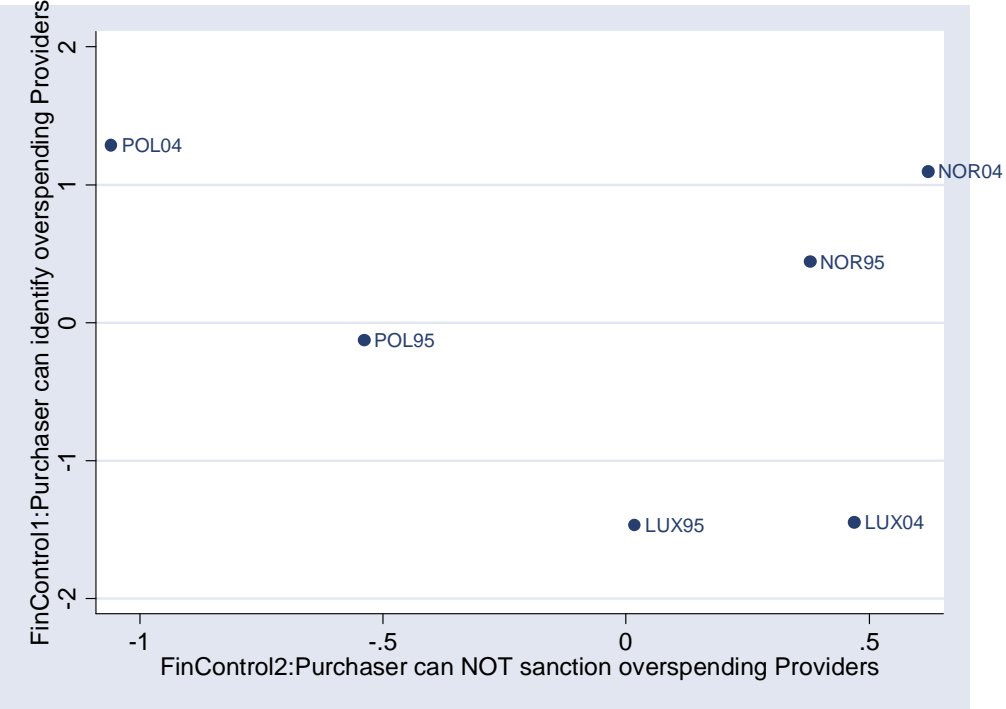 FinControl1:Purchaser can identify overspending Providers
2
1
0
-1
-2
POL04
NOR04
NOR95
POL95
LUX95
LUX04
-1
-.5
0
.5
FinControl2:Purchaser can NOT sanction overspending Providers